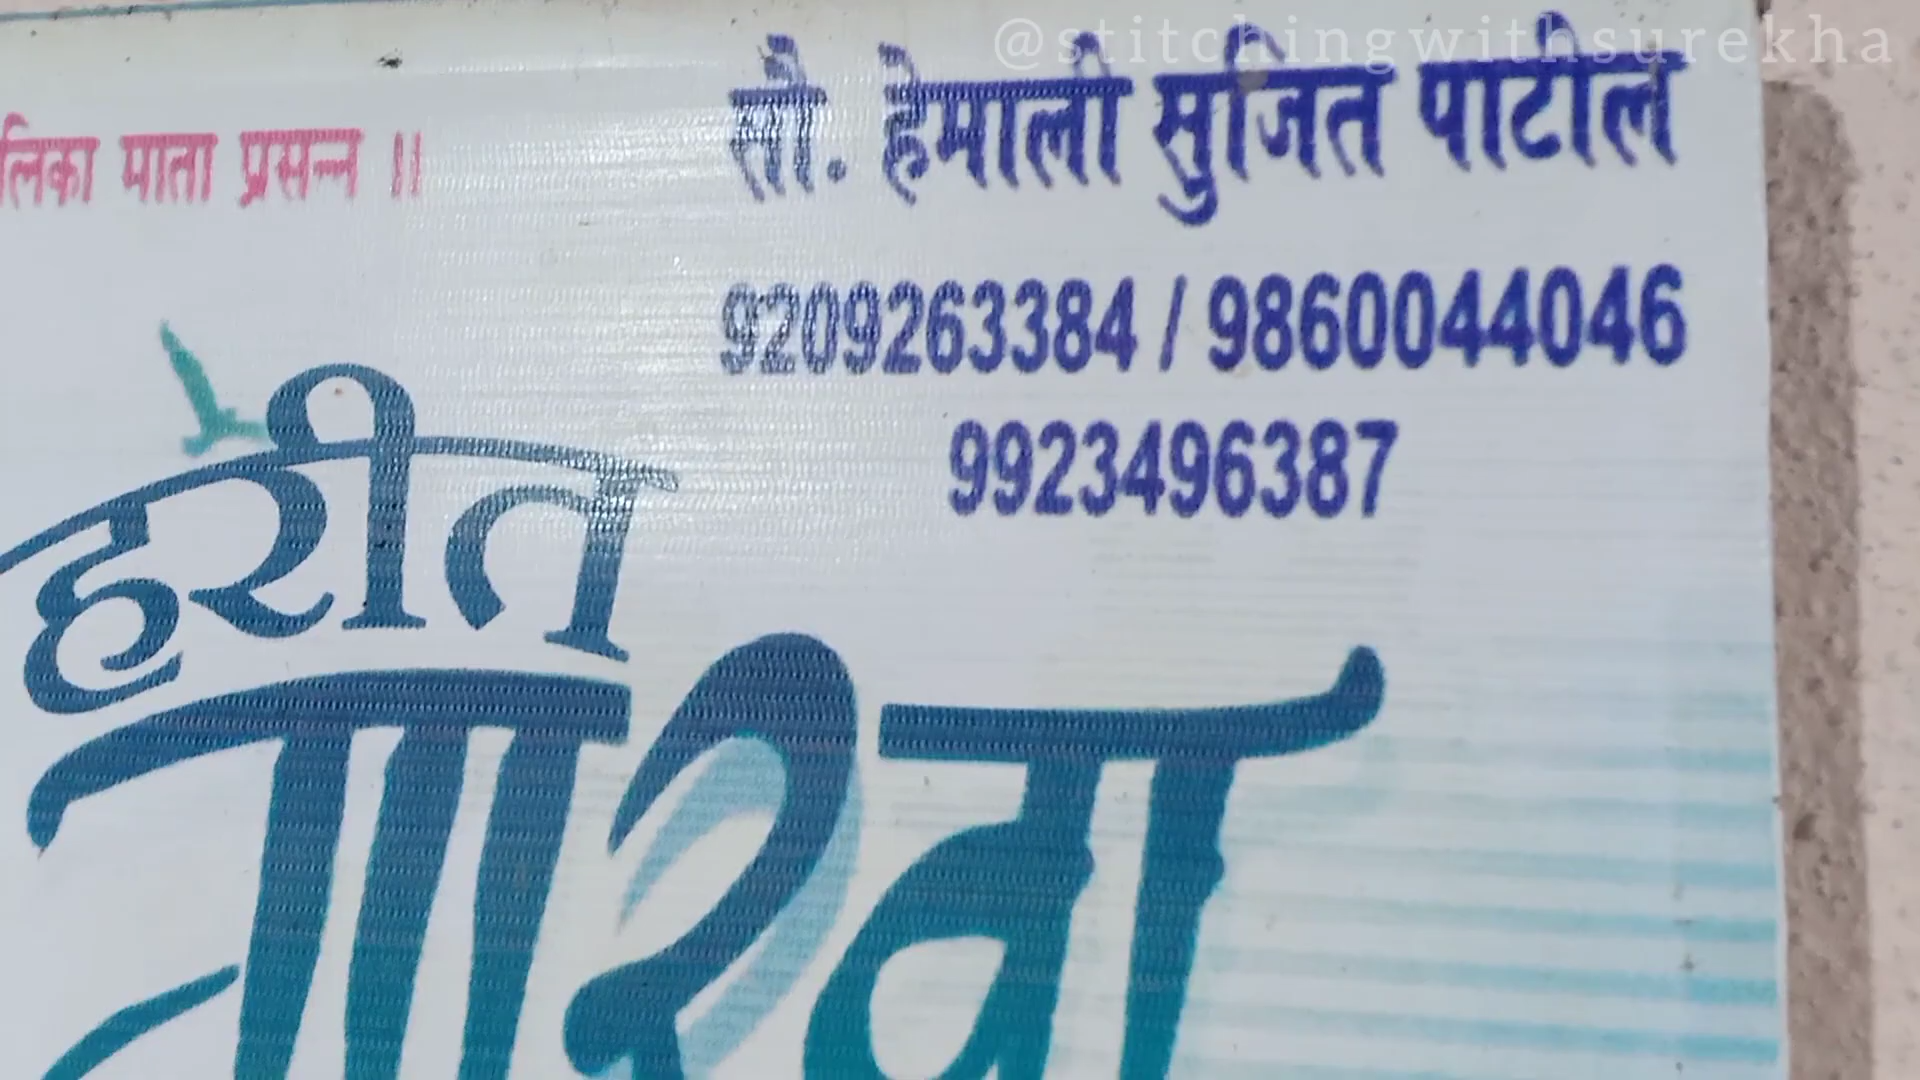 @stitchingwithsurekha
सौ. हेमाली सुजित पाटील
माता प्रसन्न ॥
9209263384 / 9860044046
9923496387
हरीत